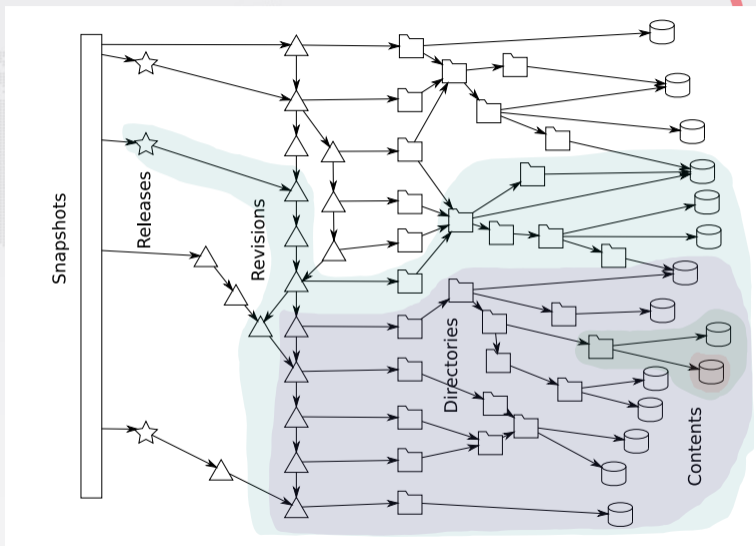 Snapshots
Releases
Revisions
Directories
Contents